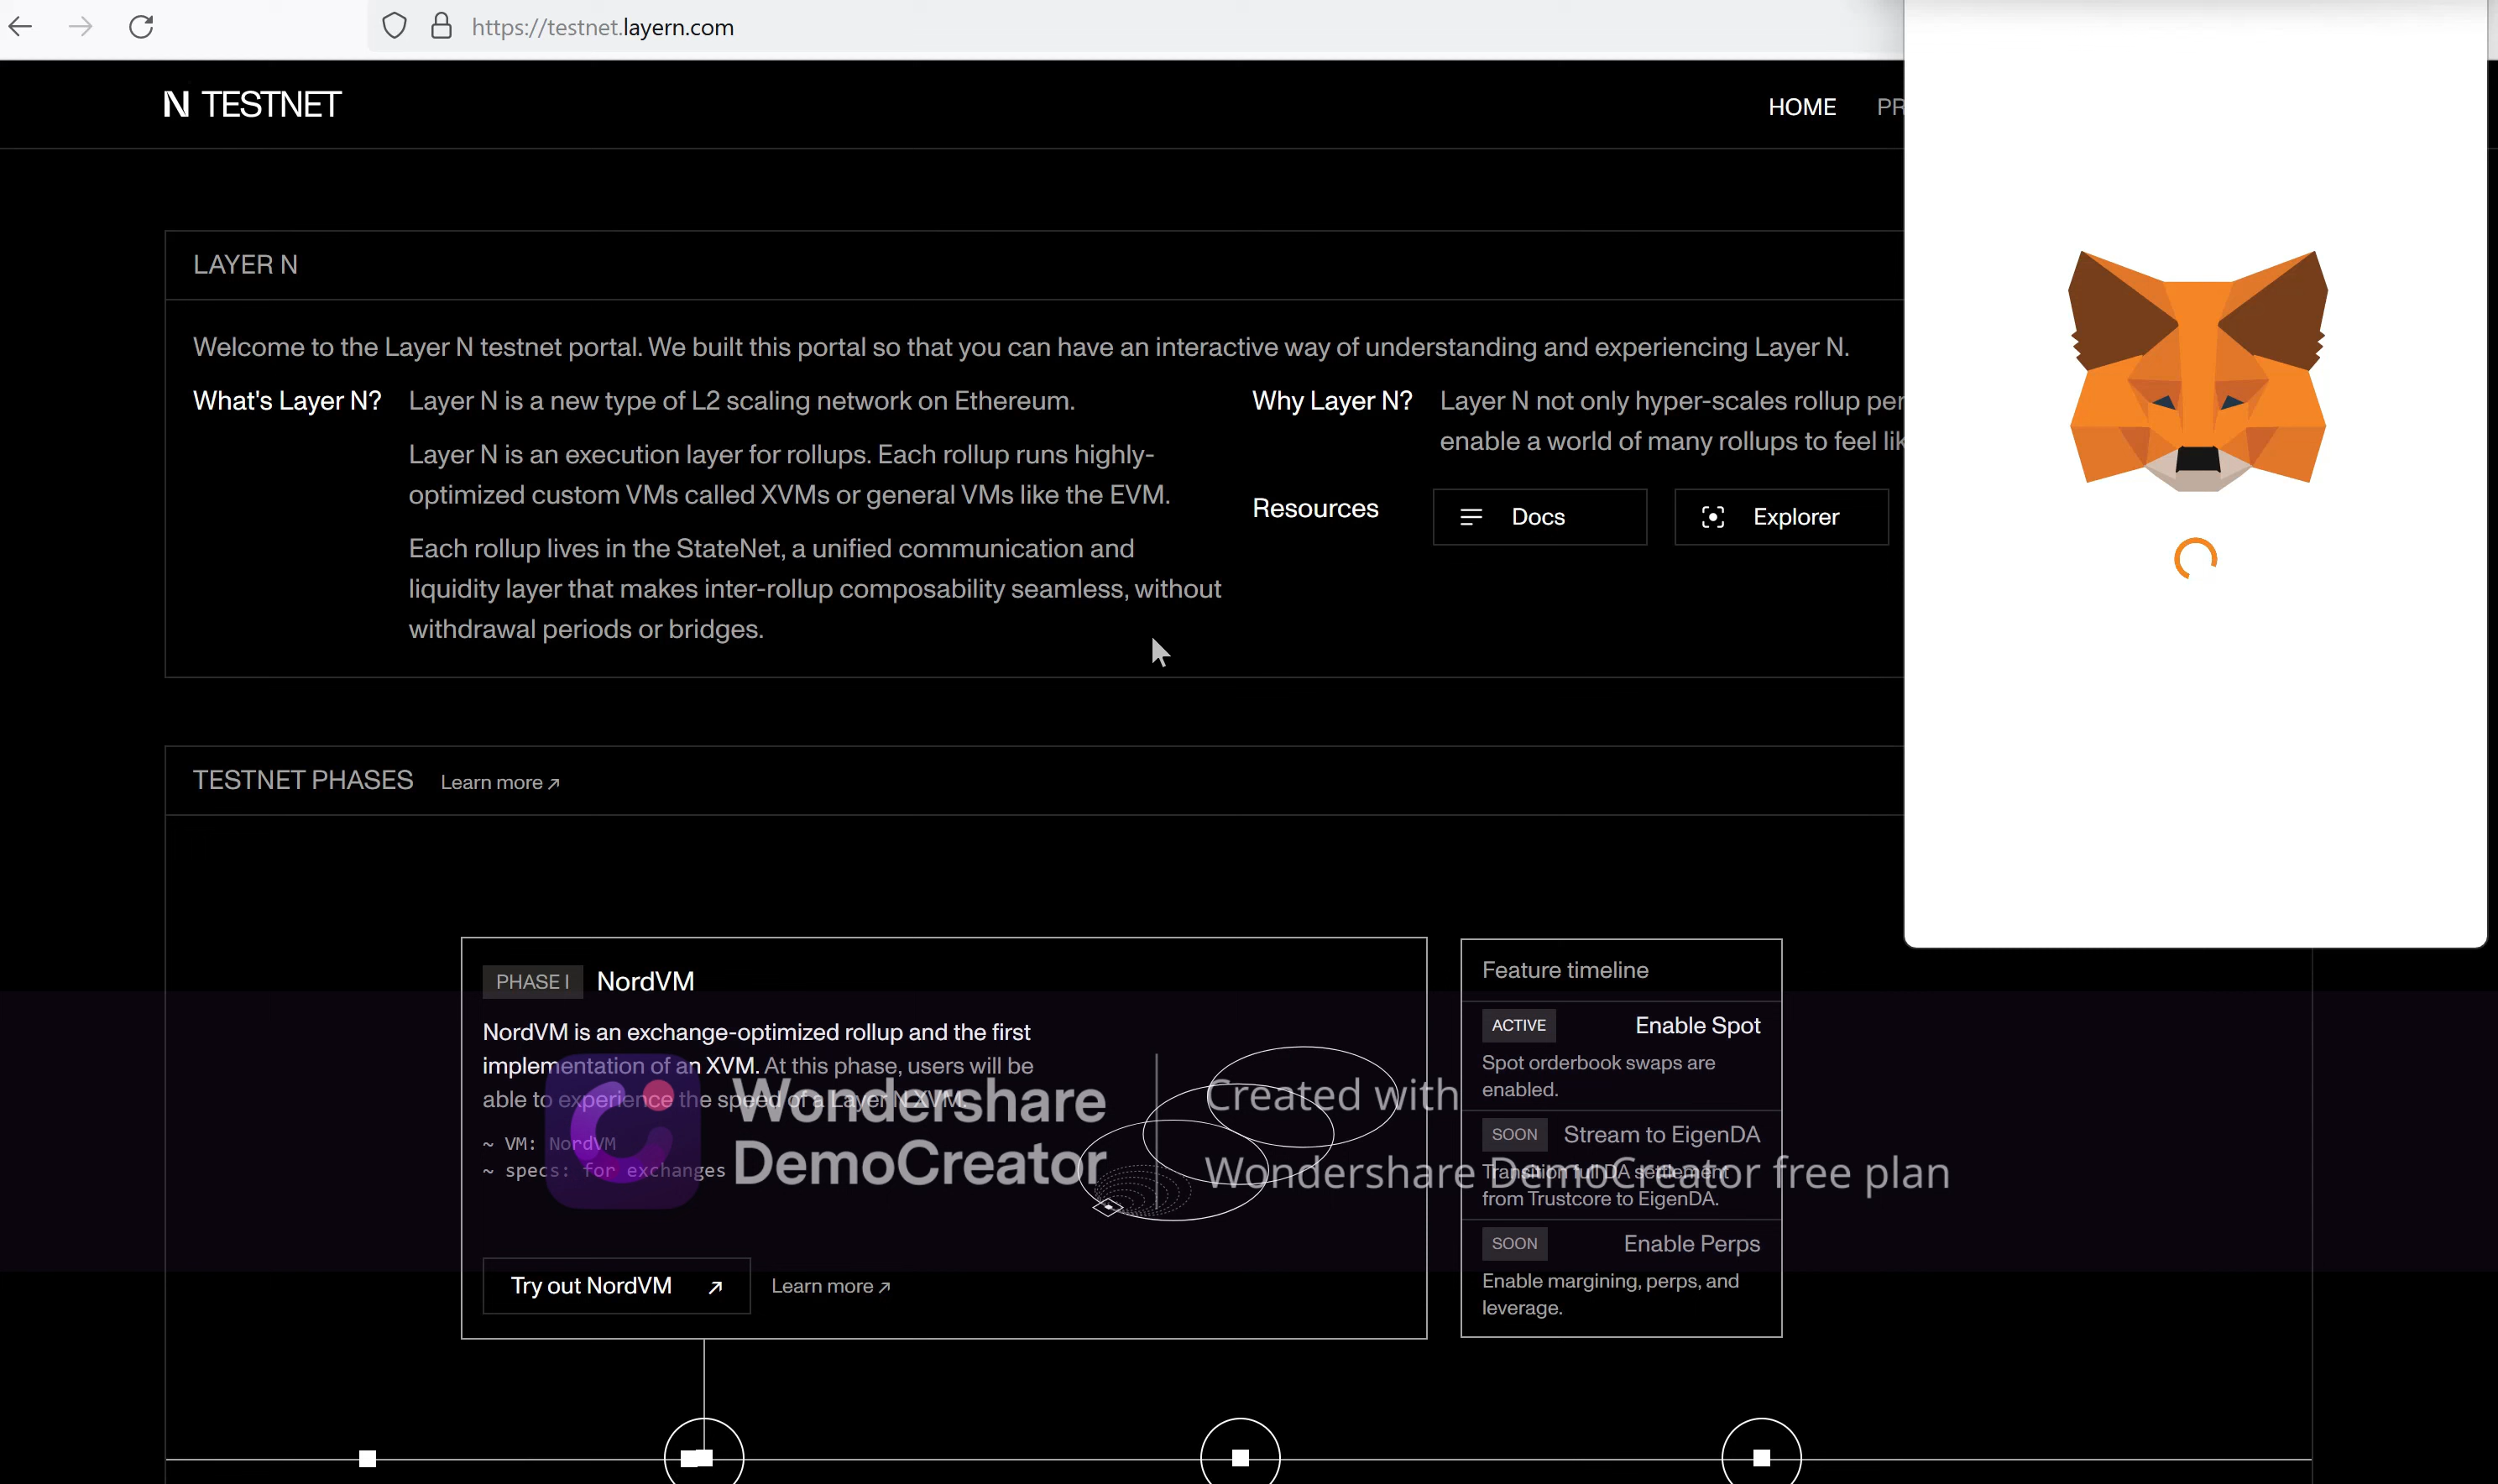 https://testnet.layern.com
N TESTNET
HOME
PR
LAYER N
Welcome to the Layer N testnet portal. We built this portal so that you can have an interactive way of understanding and experiencing Layer N.
What's Layer N?
Layer N is a new type of L2 scaling network on Ethereum.
Layer N is an execution layer for rollups. Each rollup runs highly-
optimized custom VMs called XVMs or general VMs like the EVM.
Each rollup lives in the StateNet, a unified communication and
liquidity layer that makes inter-rollup composability seamless, without
withdrawal periods or bridges.
Why Layer N?
Layer N not only hyper-scales rollup per
enable a world of many rollups to feel lik
Resources
Docs
Explorer
TESTNET PHASES
Learn more ↗
PHASE I
NordVM
NordVM is an exchange-optimized rollup and the first
implementation of an XVM. At this phase, users will be
able to experience the speed of a Layer N XVM.
~ VM: NordVM
~ specs: for exchanges
Try out NordVM ↗
Learn more ↗
Feature timeline
ACTIVE
Enable Spot
Spot orderbook swaps are
enabled.
SOON
Stream to EigenDA
Transition full DA settlement
from Trustcore to EigenDA.
SOON
Enable Perps
Enable margining, perps, and
leverage.
Wondershare
DemoCreator
Created with
Wondershare DemoCreator free plan